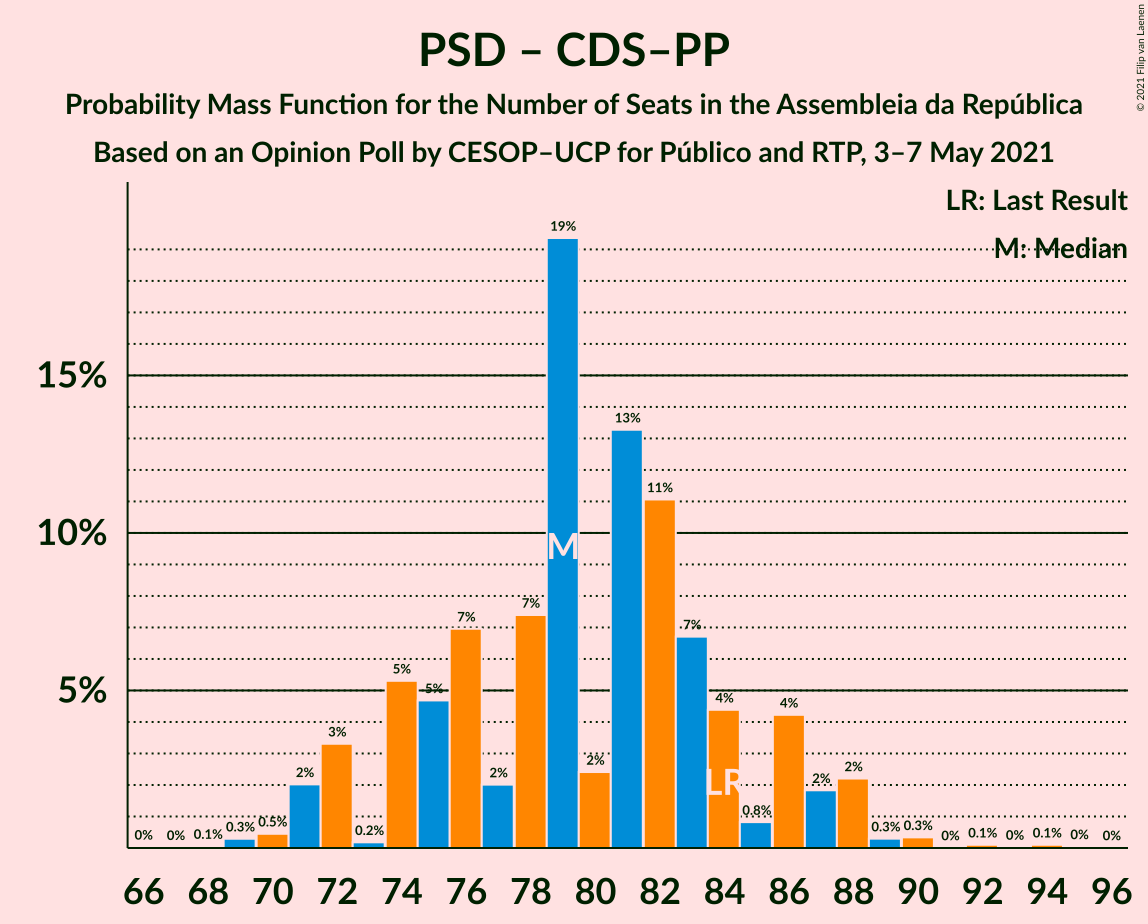 PSD – CDS–PP
Probability Mass Function for the Number of Seats in the Assembleia da República
Based on an Opinion Poll by CESOP–UCP for Público and RTP, 3–7 May 2021
© 2021 Filip van Laenen
LR: Last Result
M: Median
15%
10%
5%
0% 0% 0.1% 0.3% 0.5% 2% 3% 0.2% 5% 5% 7% 2% 7% 19% 2% 13% 11% 7% 4% 0.8% 4% 2% 2% 0.3% 0.3% 0% 0.1% 0% 0.1% 0% 0%
M
LR
66 68 70 72 74 76 78 80 82 84 86 88 90 92 94 96